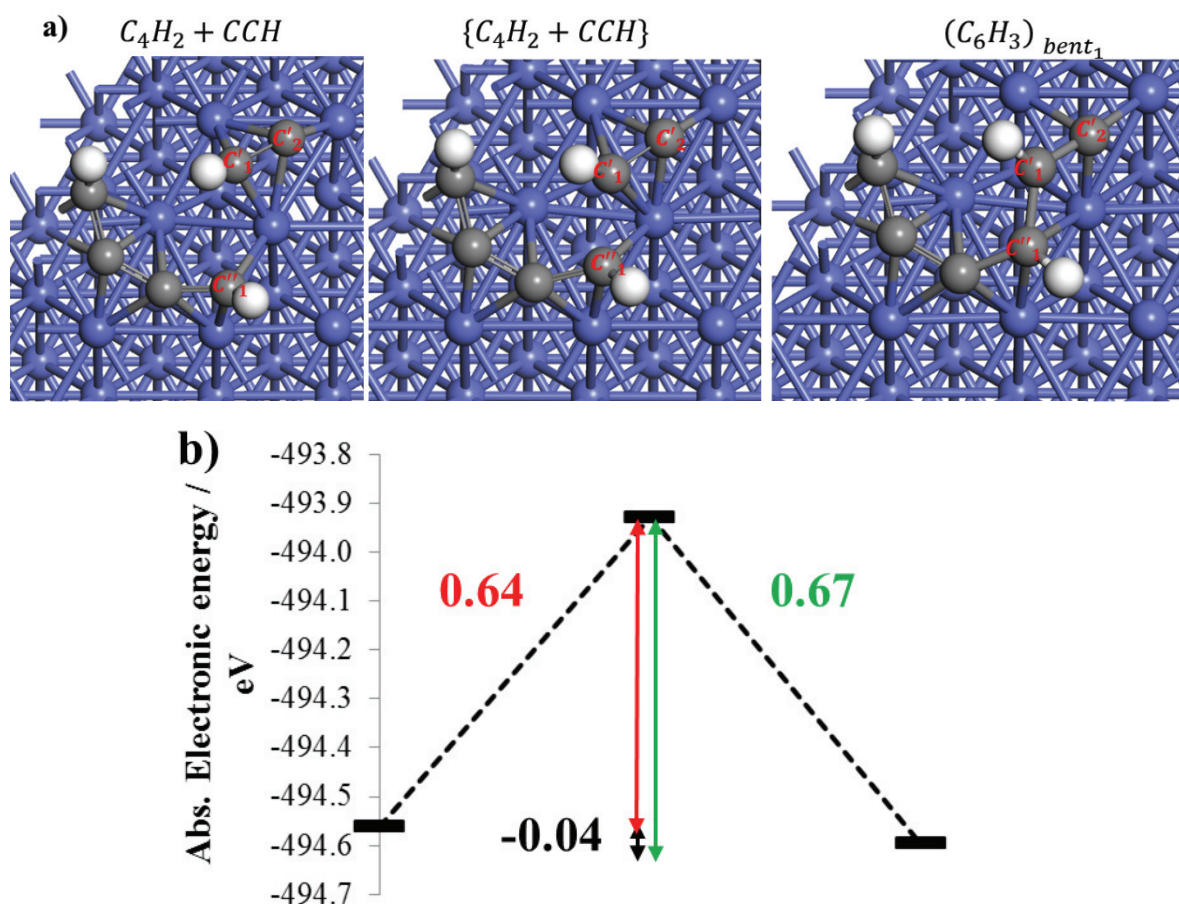 a) C₄H₂ + CCH {C₄H₂ + CCH} (C₆H₃) bent₁
C'₁ C'₂ C''₁
C'₁ C'₂ C''₁
C'₁ C'₂ C''₁
b)
Abs. Electronic energy /
eV
-493.8
-493.9
-494.0
-494.1
-494.2
-494.3
-494.4
-494.5
-494.6
-494.7
0.64
0.67
-0.04